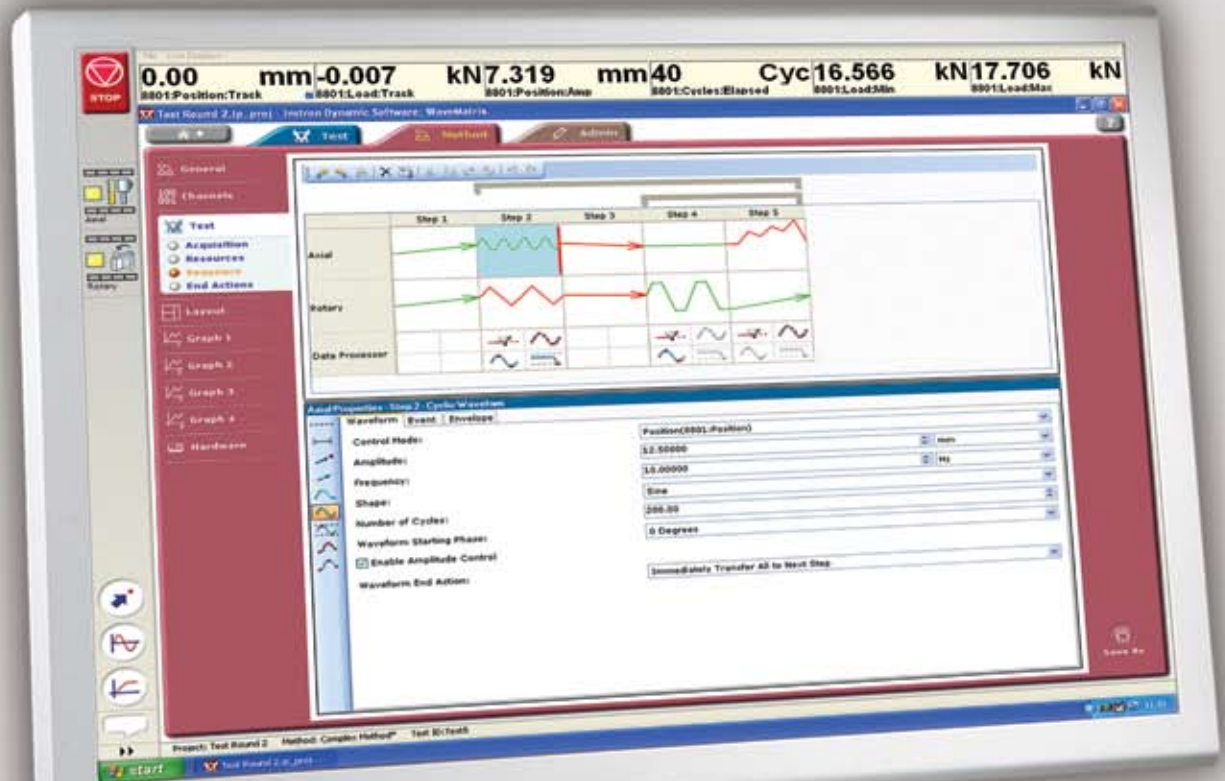 STOP
0.00 mm -0.007 kN 7.319 mm 40 Cyc 16.566 kN 17.706 kN
8801:Position:Track 8801:Load:Track 8801:Position:Amp 8801:Cycles:Elapsed 8801:Load:Min 8801:Load:Max
Instron Dynamic Software: WaveMatrix
Test Method Admin
General
Channels
Test
Acquisition
Resources
Sequence
End Actions
Layout
Graph 1
Graph 2
Graph 3
Graph 4
Hardware
Axial
Rotary
Step 1 Step 2 Step 3 Step 4 Step 5
Axial
Rotary
Data Processor
Axial Properties - Step 2 - Cyclic Waveform
Waveform Event Envelope
Control Mode: Position(8801:Position)
Amplitude: 12.50000 mm
Frequency: 10.00000 Hz
Shape: Sine
Number of Cycles: 200.00
Waveform Starting Phase: 0 Degrees
Enable Amplitude Control
Waveform End Action: Immediately Transfer All to Next Step
Save As
Project: Test Round 2 Method: Complex Method* Test ID:Test5
start